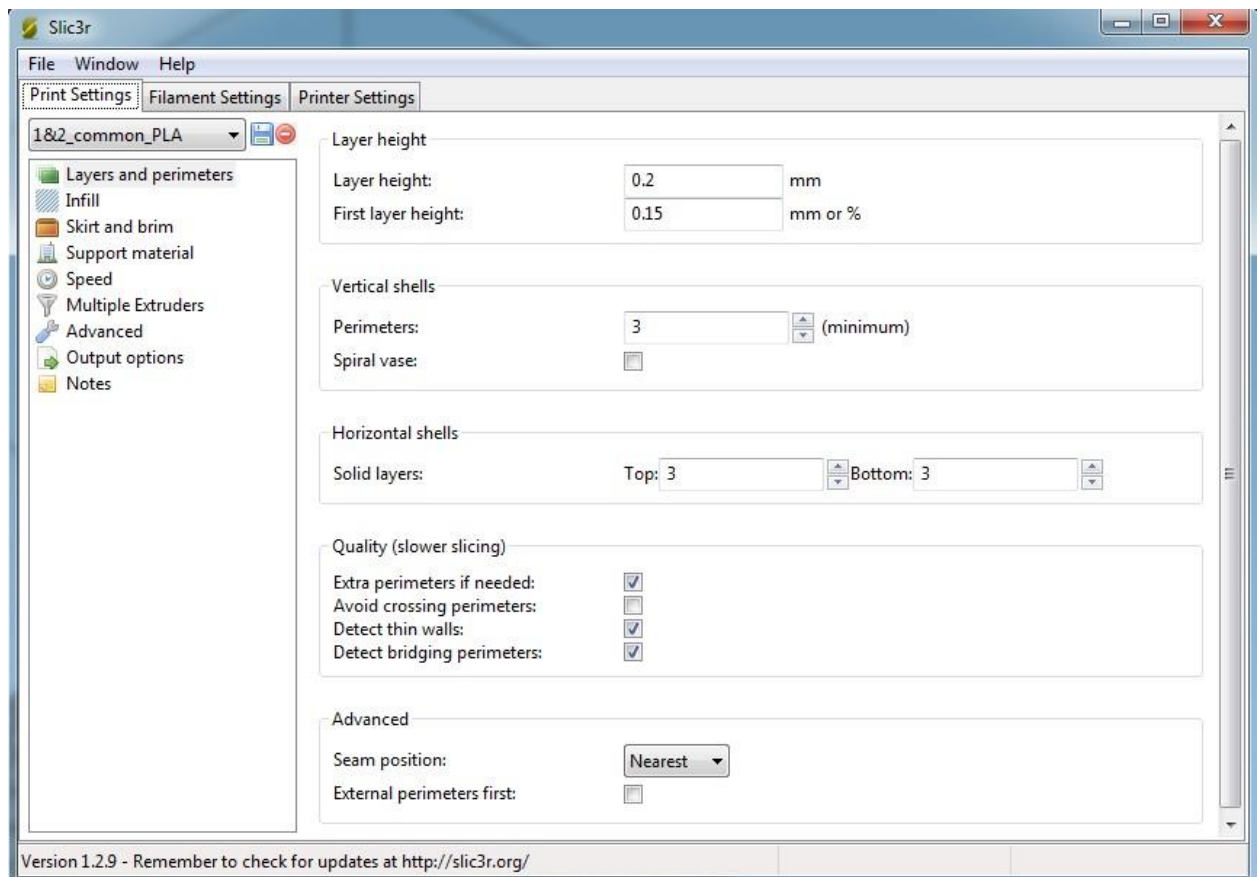 Slic3r
File Window Help
Print Settings Filament Settings Printer Settings
1&2_common_PLA
Layers and perimeters
Infill
Skirt and brim
Support material
Speed
Multiple Extruders
Advanced
Output options
Notes
Layer height
Layer height: 0.2 mm
First layer height: 0.15 mm or %
Vertical shells
Perimeters: 3 (minimum)
Spiral vase:
Horizontal shells
Solid layers: Top: 3 Bottom: 3
Quality (slower slicing)
Extra perimeters if needed:
Avoid crossing perimeters:
Detect thin walls:
Detect bridging perimeters:
Advanced
Seam position: Nearest
External perimeters first:
Version 1.2.9 - Remember to check for updates at http://slic3r.org/